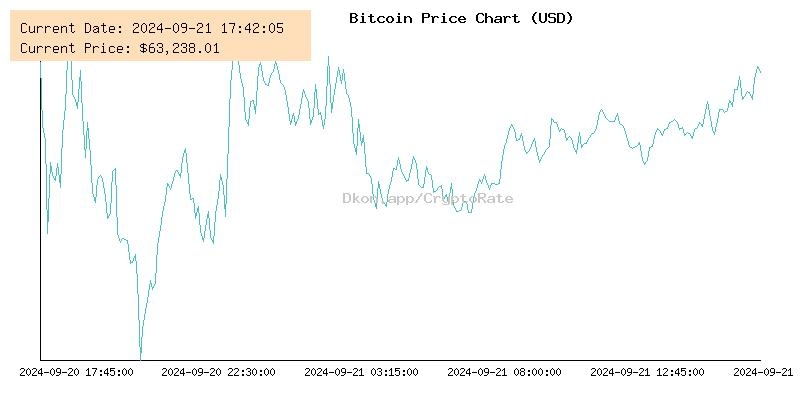 Bitcoin Price Chart (USD)
Current Date: 2024-09-21 17:42:05
Current Price: $63,238.01
Dkon.app/CryptoRate
2024-09-20 17:45:00
2024-09-20 22:30:00
2024-09-21 03:15:00
2024-09-21 08:00:00
2024-09-21 12:45:00
2024-09-21